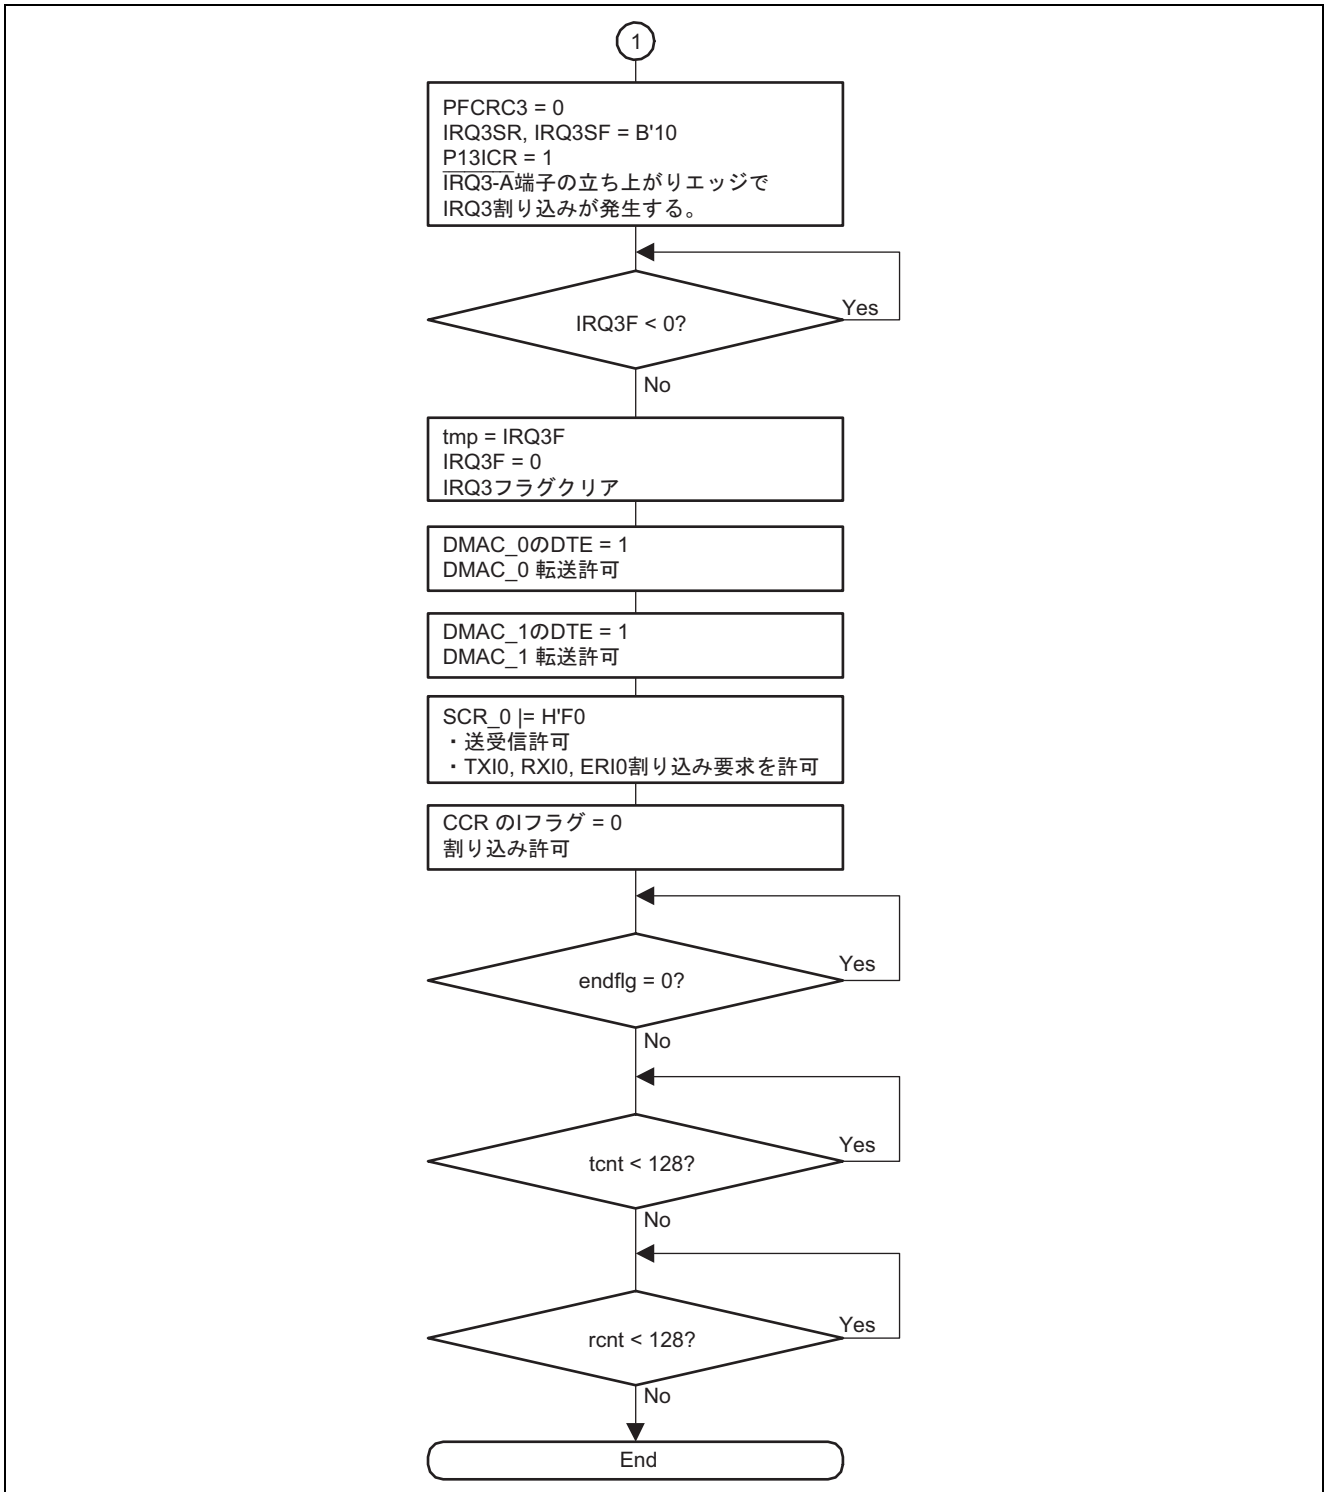 1
PFCRC3 = 0
IRQ3SR, IRQ3SF = B'10
P13ICR = 1
IRQ3-A端子の立ち上がりエッジで
IRQ3割り込みが発生する。
IRQ3F < 0?
Yes
No
tmp = IRQ3F
IRQ3F = 0
IRQ3フラグクリア
DMAC_0のDTE = 1
DMAC_0 転送許可
DMAC_1のDTE = 1
DMAC_1 転送許可
SCR_0 |= H'F0
・送受信許可
・TXI0, RXI0, ERI0割り込み要求を許可
CCR のIフラグ = 0
割り込み許可
endflg = 0?
Yes
No
tcnt < 128?
Yes
No
rcnt < 128?
Yes
No
End